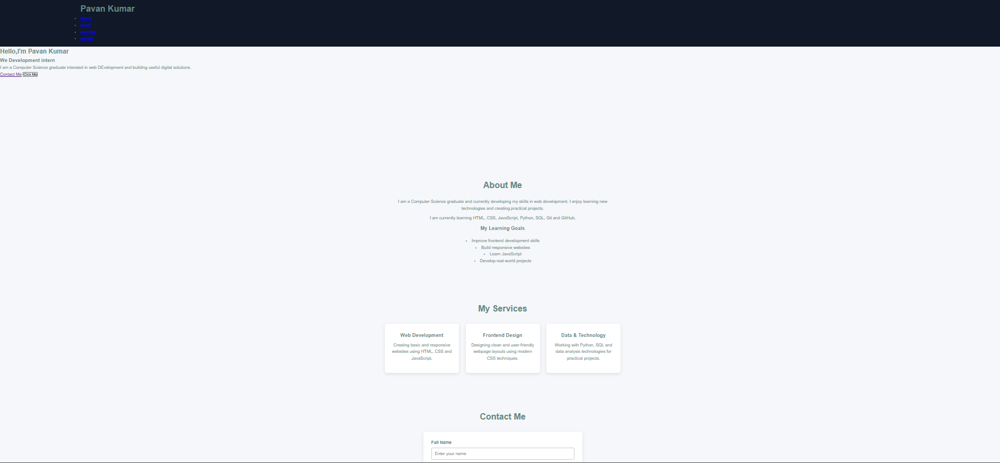 Pavan Kumar
Home
Hello,I'm Pavan Kumar
We Development intern
I am a Computer Science graduate intersted in web DEvelopment and building useful digital solutions.
Contact Me Click Me
About Me
I am a Computer Science graduate and currently developing my skills in web development. I enjoy learning new
technologies and creating practical projects.
I am currently learning HTML, CSS, JavaScript, Python, SQL, Git and GitHub.
My Learning Goals
Improve frontend development skills
Build responsive websites
Learn JavaScript
Develop real-world projects
My Services
Web Development
Creating basic and responsive
websites using HTML, CSS and
JavaScript.
Frontend Design
Designing clean and user-friendly
webpage layouts using modern
CSS techniques.
Data & Technology
Working with Python, SQL and
data analysis technologies for
practical projects.
Contact Me
Full Name
Enter your name